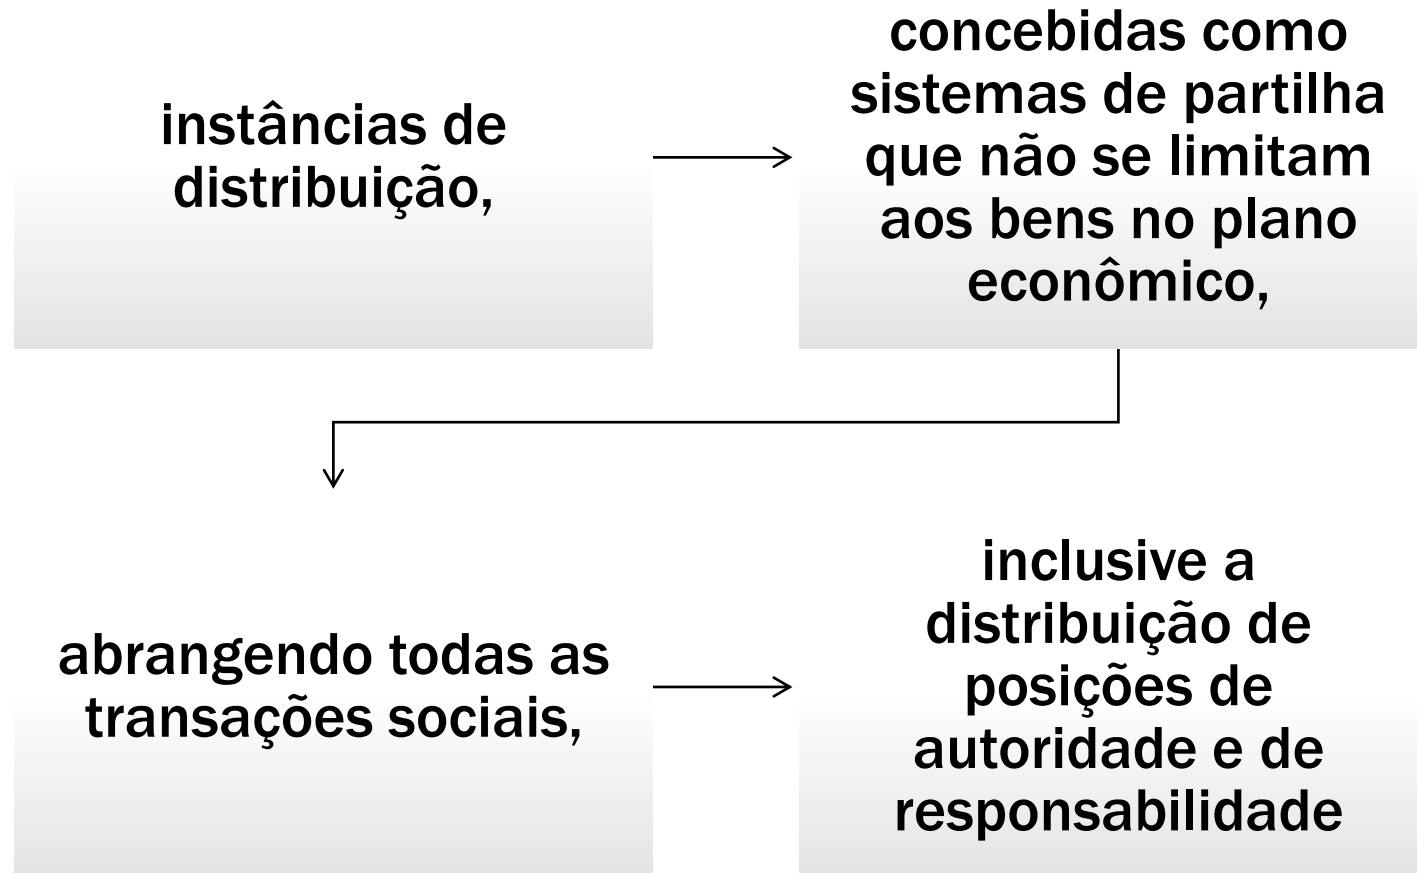 instâncias de
distribuição,
concebidas como
sistemas de partilha
que não se limitam
aos bens no plano
econômico,
abrangendo todas as
transações sociais,
inclusive a
distribuição de
posições de
autoridade e de
responsabilidade